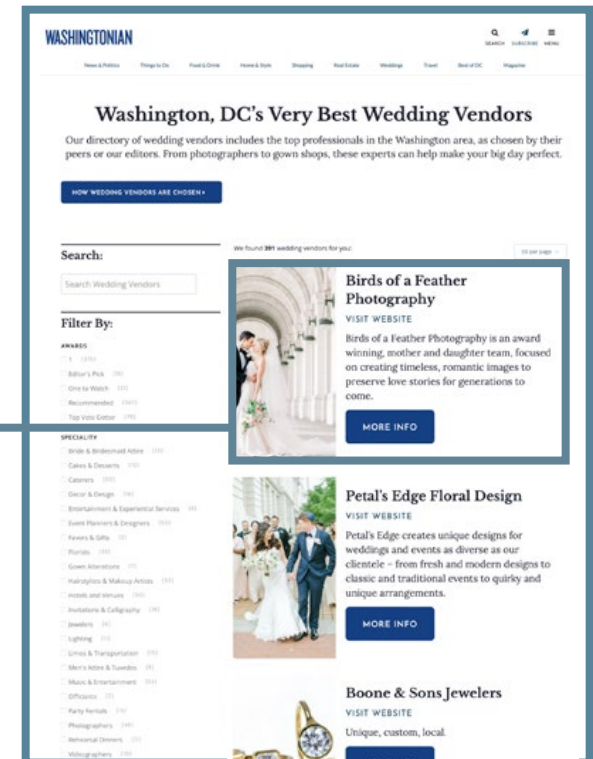 WASHINGTONIAN
SEARCH SUBSCRIBE MENU
News & Politics Things to Do Food & Drink Home & Style Shopping Real Estate Weddings Travel Best of DC Magazine
Washington, DC's Very Best Wedding Vendors
Our directory of wedding vendors includes the top professionals in the Washington area, as chosen by their
peers or our editors. From photographers to gown shops, these experts can help make your big day perfect.
HOW WEDDING VENDORS ARE CHOSEN
We found 391 wedding vendors for you:
per page
Search:
Search Wedding Vendors
Filter By:
AWARDS
1
Editor's Pick
One to Watch
Recommended
Top Vote Getter
SPECIALITY
Bride & Bridesmaid Attire
Cakes & Desserts
Caterers
Decor & Design
Entertainment & Experiential Services
Event Planners & Designers
Favors & Gifts
Florists
Gown Alterations
Hairstylists & Makeup Artists
Hotels and Venues
Invitations & Calligraphy
Jewelers
Lighting
Limos & Transportation
Men's Attire & Tuxedos
Music & Entertainment
Officiants
Party Rentals
Photographers
Rehearsal Dinners
Videographers
Birds of a Feather
Photography
VISIT WEBSITE
Birds of a Feather Photography is an award
winning, mother and daughter team, focused
on creating timeless, romantic images to
preserve love stories for generations to
come.
MORE INFO
Petal's Edge Floral Design
VISIT WEBSITE
Petal's Edge creates unique designs for
weddings and events as diverse as our
clientele – from fresh and modern designs to
classic and traditional events to quirky and
unique arrangements.
MORE INFO
Boone & Sons Jewelers
VISIT WEBSITE
Unique, custom, local.